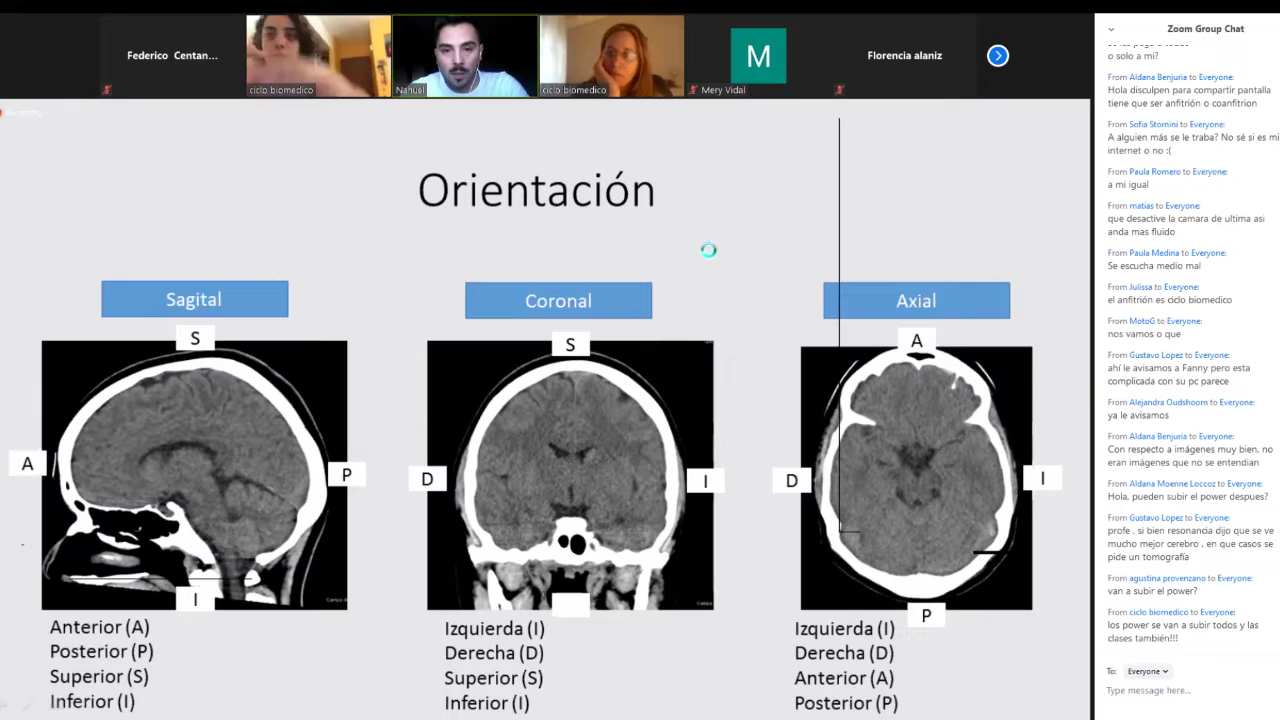 Federico Centan...
ciclo biomedico
Nahuel
ciclo biomedico
M
Mery Vidal
Florencia alaniz
Orientación
Sagital
Coronal
Axial
S
A
P
I
S
D
I
A
D
I
P
Anterior (A)
Posterior (P)
Superior (S)
Inferior (I)
Izquierda (I)
Derecha (D)
Superior (S)
Inferior (I)
Izquierda (I)
Derecha (D)
Anterior (A)
Posterior (P)
Zoom Group Chat
o solo a mi?
From Aldana Benjuria to Everyone:
Hola disculpen para compartir pantalla
tiene que ser anfitrión o coanfitrion
From Sofia Stornini to Everyone:
A alguien más se le traba? No sé si es mi
internet o no :(
From Paula Romero to Everyone:
a mi igual
From matias to Everyone:
que desactive la camara de ultima asi
anda mas fluido
From Paula Medina to Everyone:
Se escucha medio mal
From Julissa to Everyone:
el anfitrión es ciclo biomedico
From MotoG to Everyone:
nos vamos o que
From Gustavo Lopez to Everyone:
ahí le avisamos a Fanny pero esta
complicada con su pc parece
From Alejandra Oudshoorn to Everyone:
ya le avisamos
From Aldana Benjuria to Everyone:
Con respecto a imágenes muy bien. no
eran imágenes que no se entendian
From Aldana Moenne Loccoz to Everyone:
Hola, pueden subir el power despues?
From Gustavo Lopez to Everyone:
profe , si bien resonancia dijo que se ve
mucho mejor cerebro , en que casos se
pide un tomografía
From agustina provenzano to Everyone:
van a subir el power?
From ciclo biomedico to Everyone:
los power se van a subir todos y las
clases también!!!
To: Everyone
Type message here...